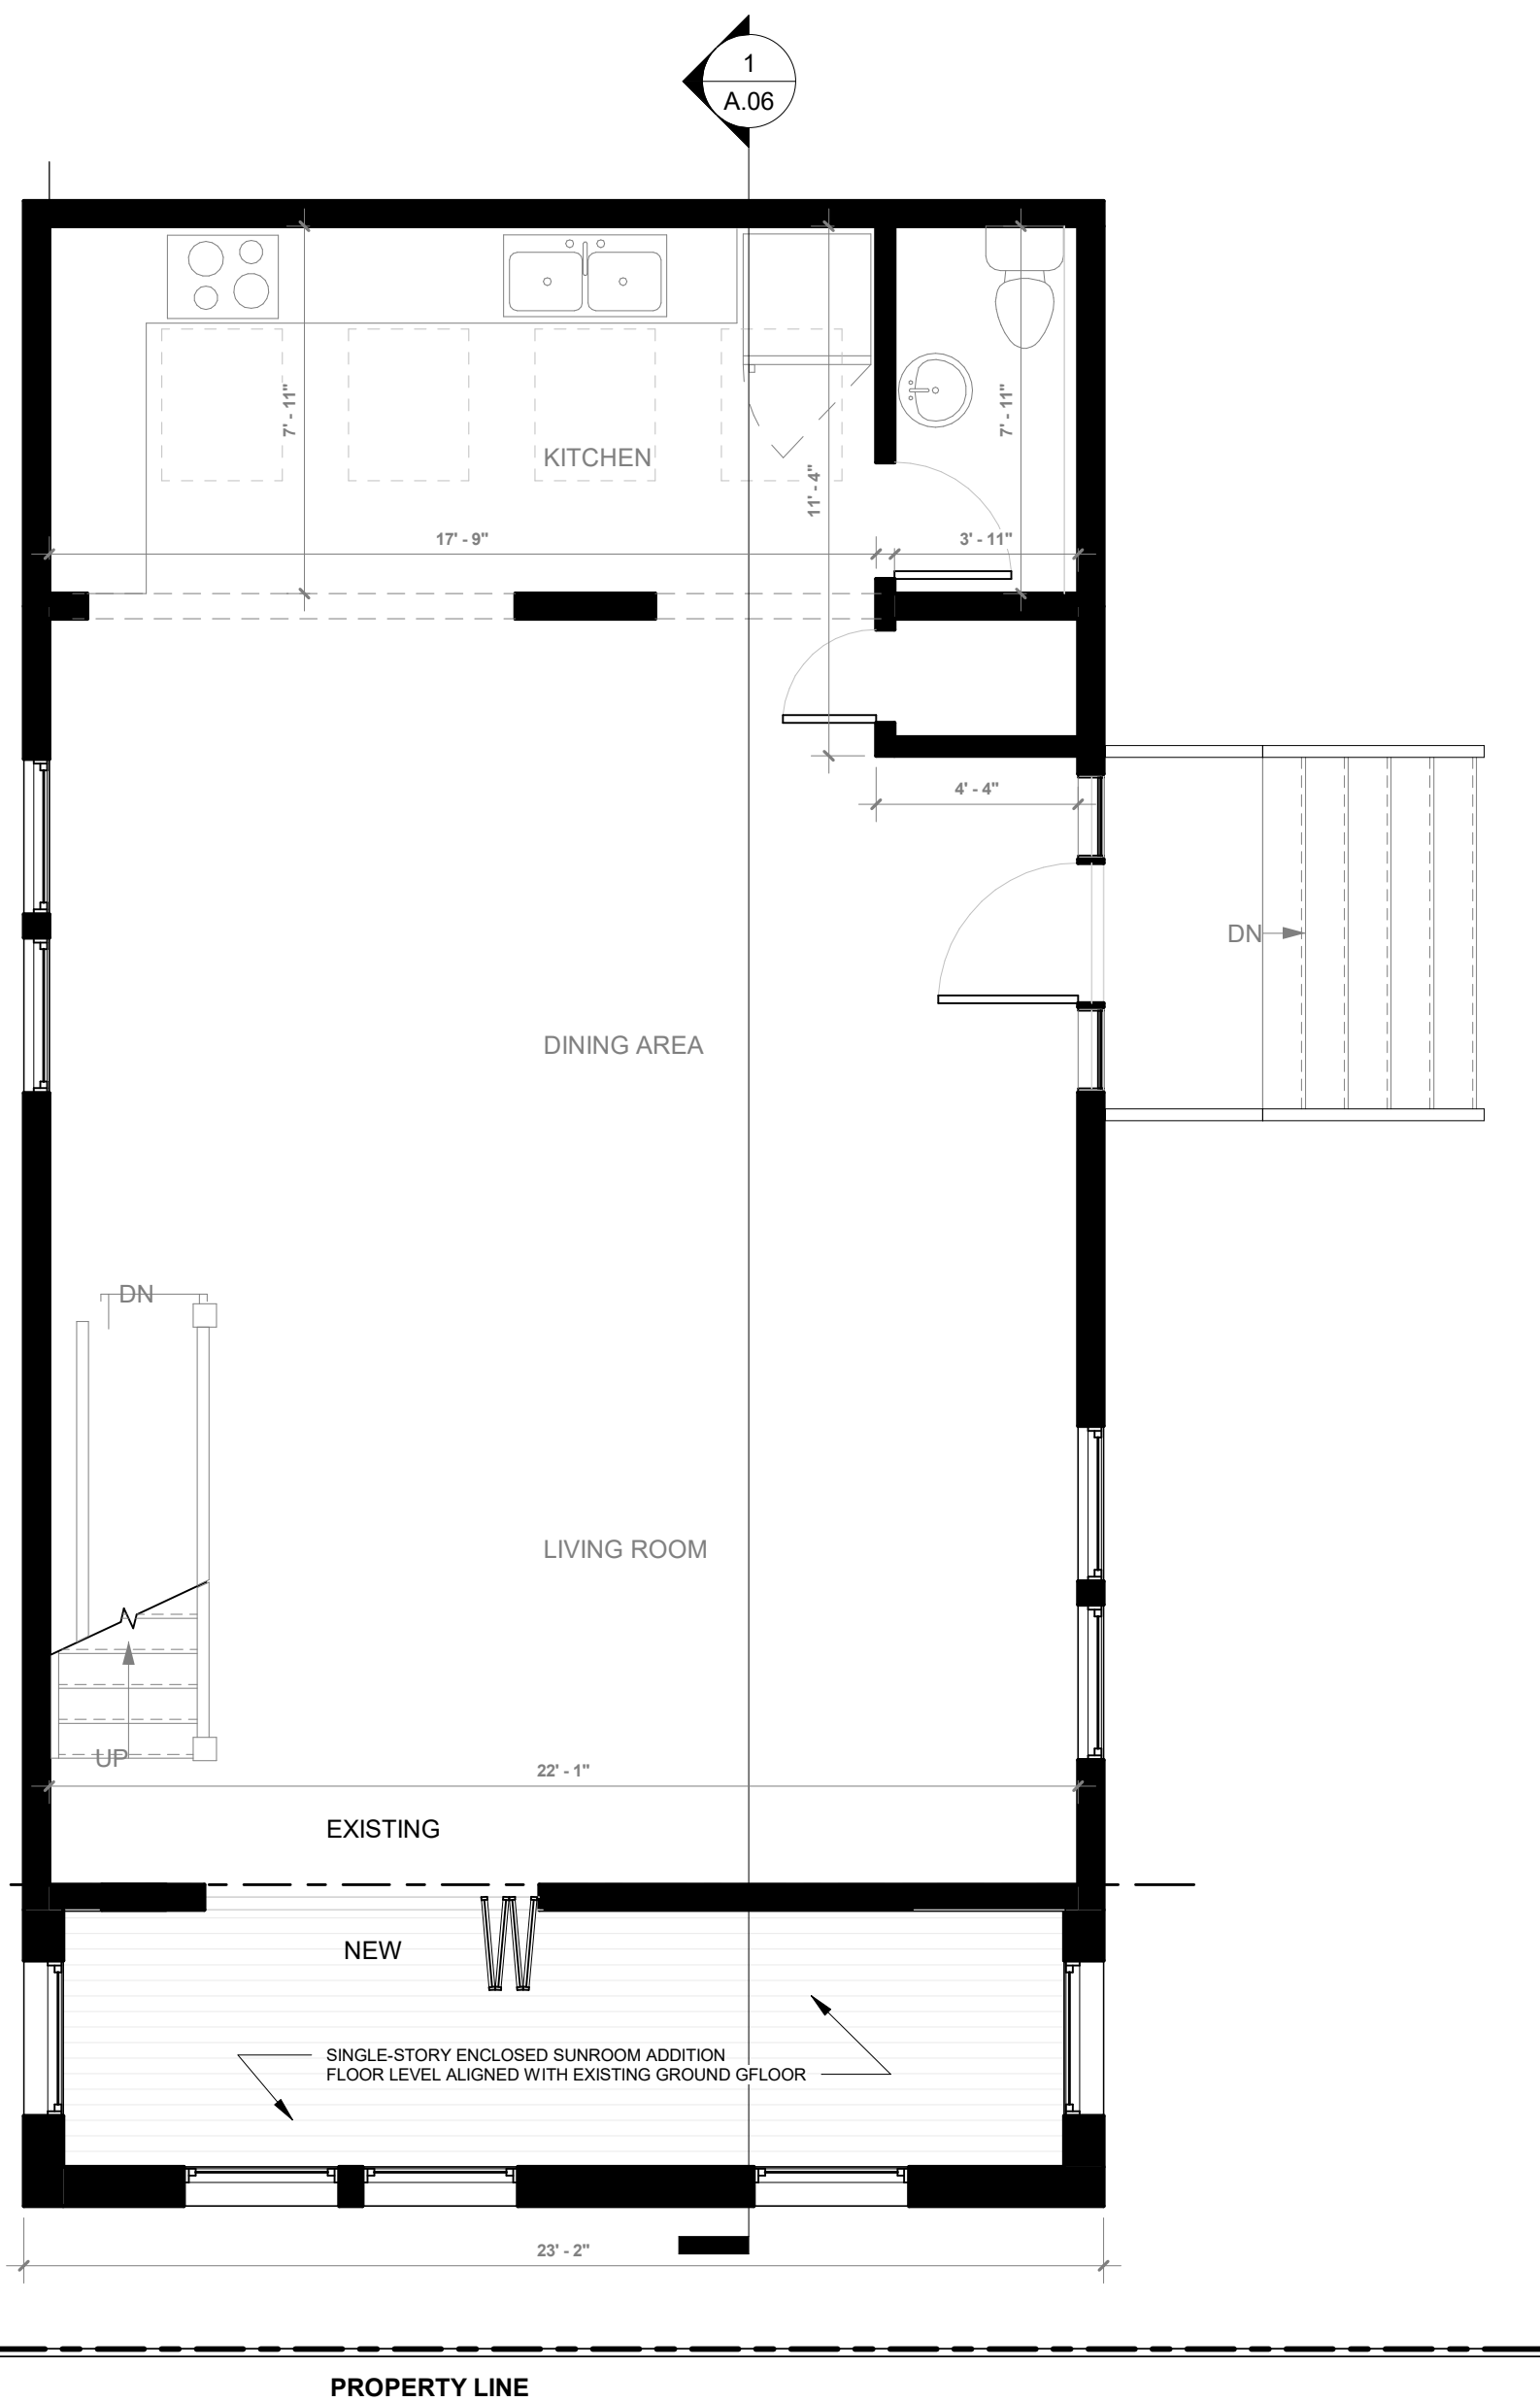 1
A.06
7' - 11"
KITCHEN
11' - 4"
7' - 11"
17' - 9"
3' - 11"
4' - 4"
DN
DINING AREA
DN
LIVING ROOM
UP
22' - 1"
EXISTING
NEW
SINGLE-STORY ENCLOSED SUNROOM ADDITION
FLOOR LEVEL ALIGNED WITH EXISTING GROUND GFLOOR
23' - 2"
PROPERTY LINE